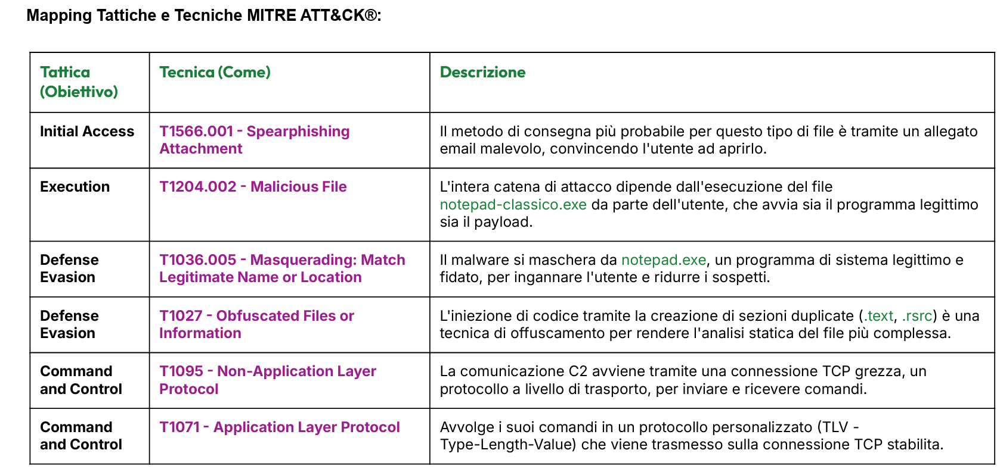 Mapping Tattiche e Tecniche MITRE ATT&CK®:
Tattica
(Obiettivo)
Tecnica (Come)
Descrizione
Initial Access
T1566.001 - Spearphishing
Attachment
Il metodo di consegna più probabile per questo tipo di file è tramite un allegato
email malevolo, convincendo l'utente ad aprirlo.
Execution
T1204.002 - Malicious File
L'intera catena di attacco dipende dall'esecuzione del file
notepad-classico.exe da parte dell'utente, che avvia sia il programma legittimo
sia il payload.
Defense
Evasion
T1036.005 - Masquerading: Match
Legitimate Name or Location
Il malware si maschera da notepad.exe, un programma di sistema legittimo e
fidato, per ingannare l'utente e ridurre i sospetti.
Defense
Evasion
T1027 - Obfuscated Files or
Information
L'iniezione di codice tramite la creazione di sezioni duplicate (.text, .rsrc) è una
tecnica di offuscamento per rendere l'analisi statica del file più complessa.
Command
and Control
T1095 - Non-Application Layer
Protocol
La comunicazione C2 avviene tramite una connessione TCP grezza, un
protocollo a livello di trasporto, per inviare e ricevere comandi.
Command
and Control
T1071 - Application Layer Protocol
Avvolge i suoi comandi in un protocollo personalizzato (TLV -
Type-Length-Value) che viene trasmesso sulla connessione TCP stabilita.